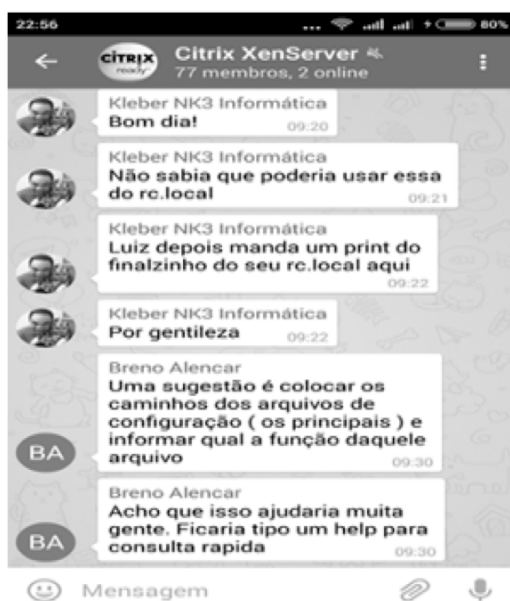 22:56
... 80%
CİTRIX
ready
Citrix XenServer
77 membros, 2 online
Kleber NK3 Informática
Bom dia!
09:20
Kleber NK3 Informática
Não sabia que poderia usar essa
do rc.local
09:21
Kleber NK3 Informática
Luiz depois manda um print do
finalzinho do seu rc.local aqui
09:22
Kleber NK3 Informática
Por gentileza
09:22
Breno Alencar
Uma sugestão é colocar os
caminhos dos arquivos de
configuração ( os principais ) e
informar qual a função daquele
arquivo
09:30
BA
Breno Alencar
Acho que isso ajudaria muita
gente. Ficaria tipo um help para
consulta rapida
09:30
BA
Mensagem